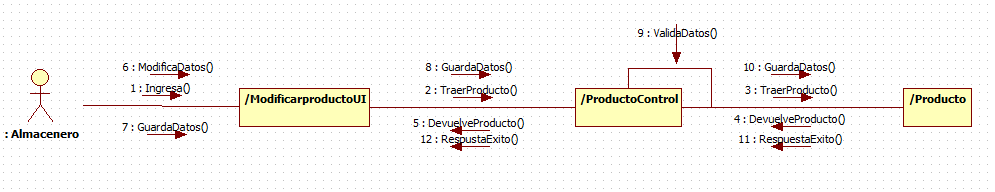 9 : ValidaDatos()
6 : ModificaDatos()
8 : GuardaDatos()
10 : GuardaDatos()
1 : Ingresa()
2 : TraerProducto()
3 : TraerProducto()
/ModificarproductoUI
/ProductoControl
/Producto
: Almacenero
7 : GuardaDatos()
5 : DevuelveProducto()
4 : DevuelveProducto()
12 : RespustaExito()
11 : RespuestaExito()